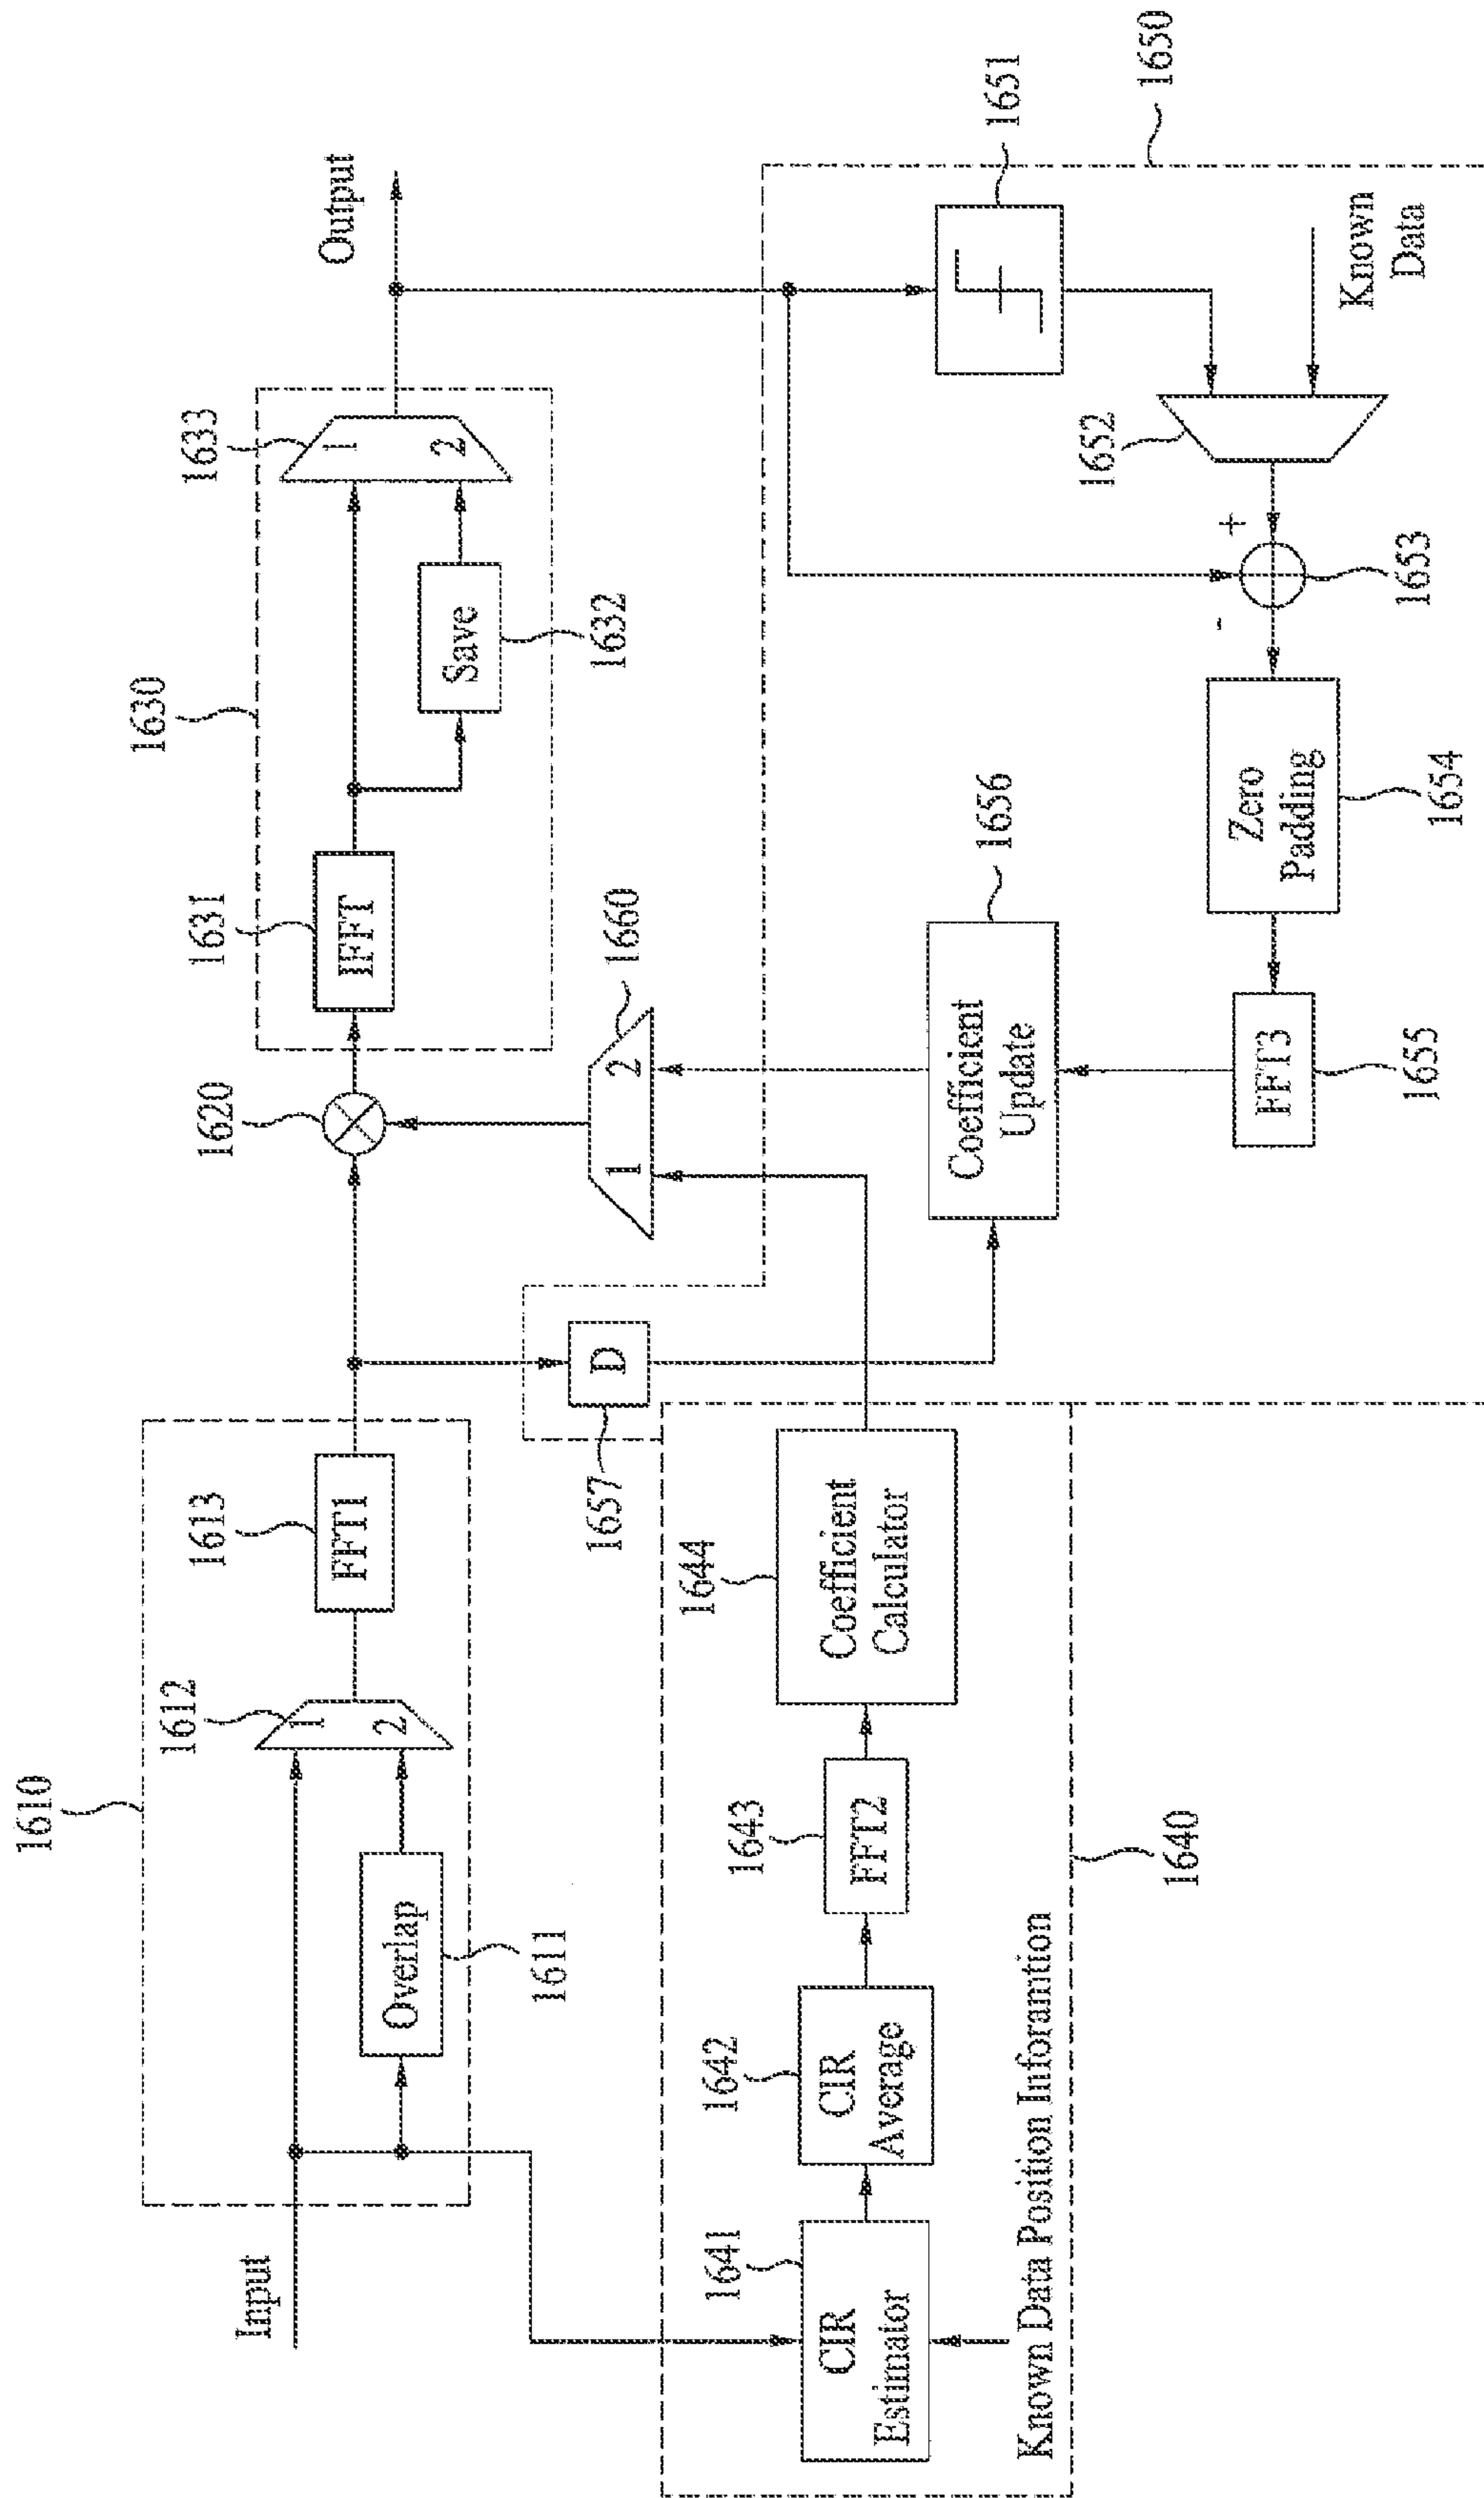 1610
1612
1
2
1613
FFT1
Input
Overlap
1611
1620
1630
1631
IFFT
Save
1632
1633
1
2
Output
D
1657
1660
1
2
1650
1651
Known
Data
1652
+
-
1653
Zero
Padding
1654
FFT3
1655
Coefficient
Update
1656
1640
1641
CIR
Estimator
1642
CIR
Average
1643
FFT2
1644
Coefficient
Calculator
Known Data Position Inforamtion